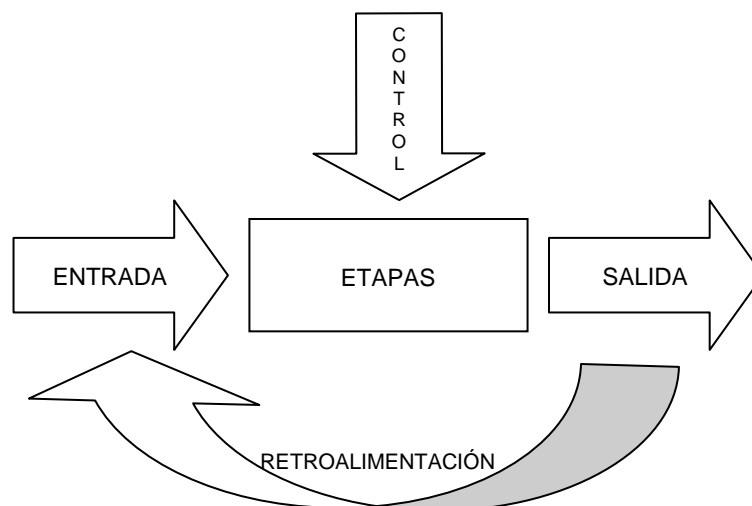 CONTROL
ENTRADA
ETAPAS
SALIDA
RETROALIMENTACIÓN